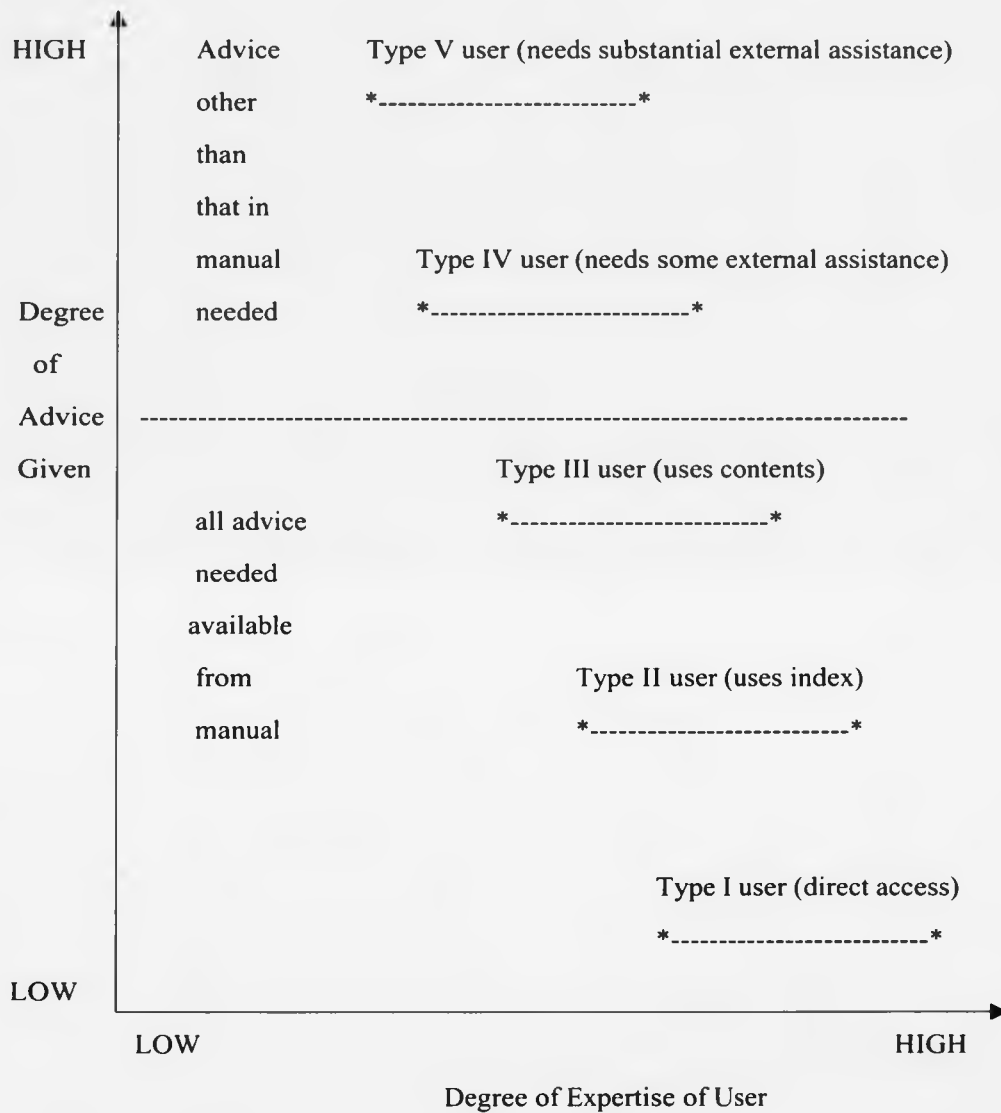 HIGH Advice Type V user (needs substantial external assistance)
other *-------------------------*
than
that in
manual Type IV user (needs some external assistance)
Degree needed *-------------------------*
of
Advice --------------------------------------------------------------------------
Given Type III user (uses contents)
all advice *-------------------------*
needed
available
from Type II user (uses index)
manual *-------------------------*
Type I user (direct access)
*-------------------------*
LOW
LOW HIGH
Degree of Expertise of User